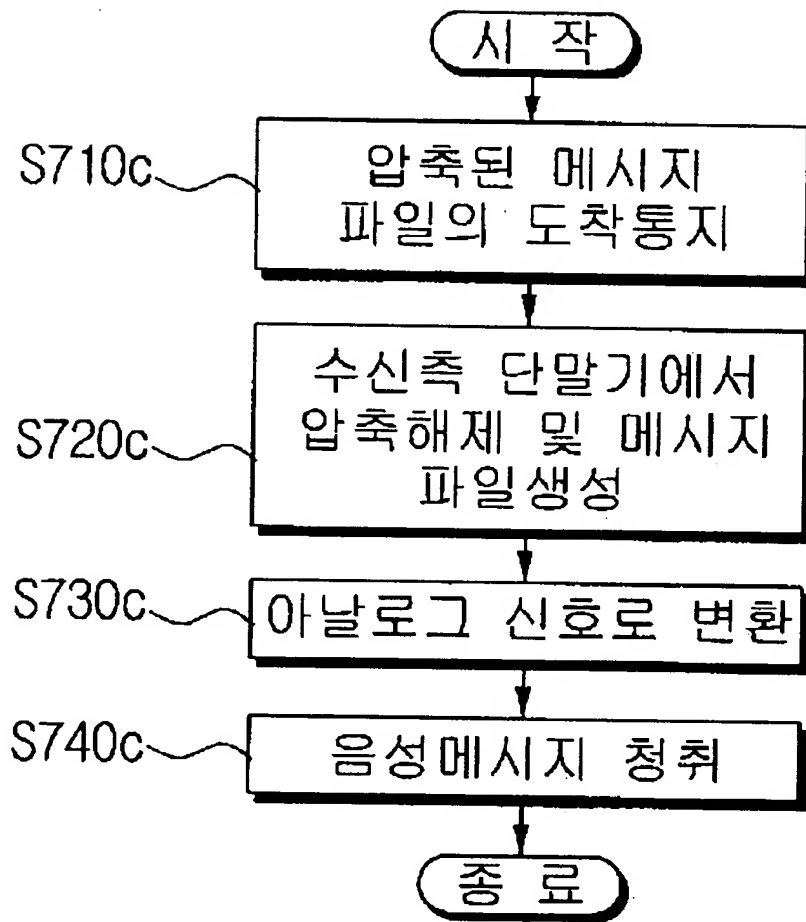 시 작
S710c
압축된 메시지
파일의 도착통지
S720c
수신측 단말기에서
압축해제 및 메시지
파일생성
S730c
아날로그 신호로 변환
S740c
음성메시지 청취
종 료